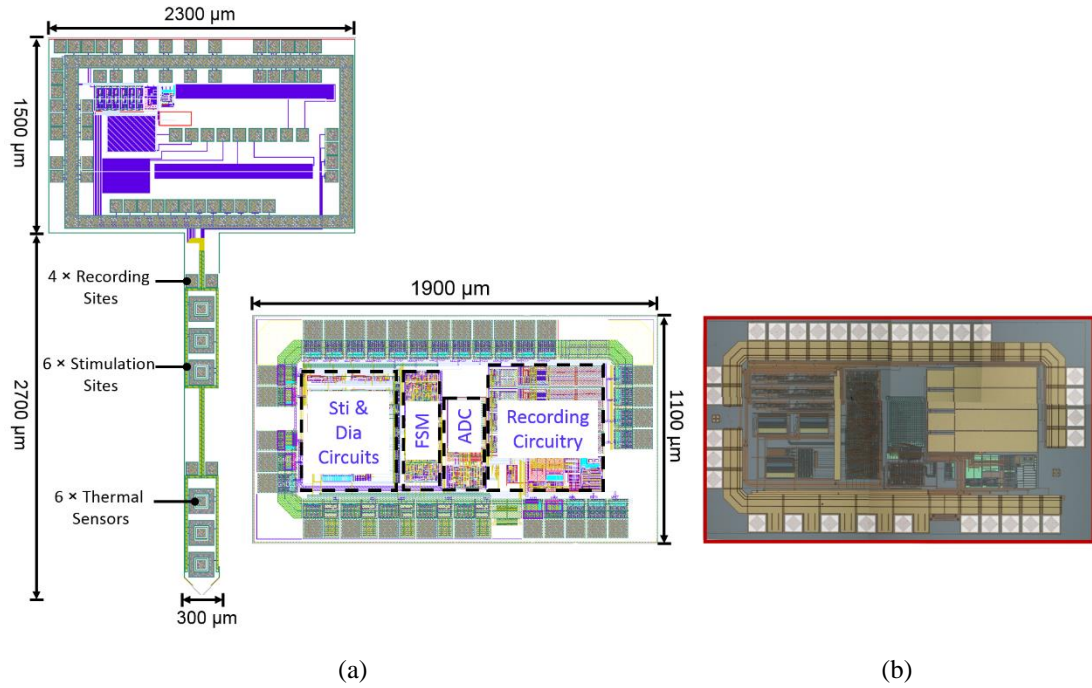 2300 µm
1500 µm
4 × Recording
Sites
6 × Stimulation
Sites
2700 µm
6 × Thermal
Sensors
300 µm
1900 µm
1100 µm
Sti &
Dia
Circuits
FSM
ADC
Recording
Circuitry
(a)
(b)